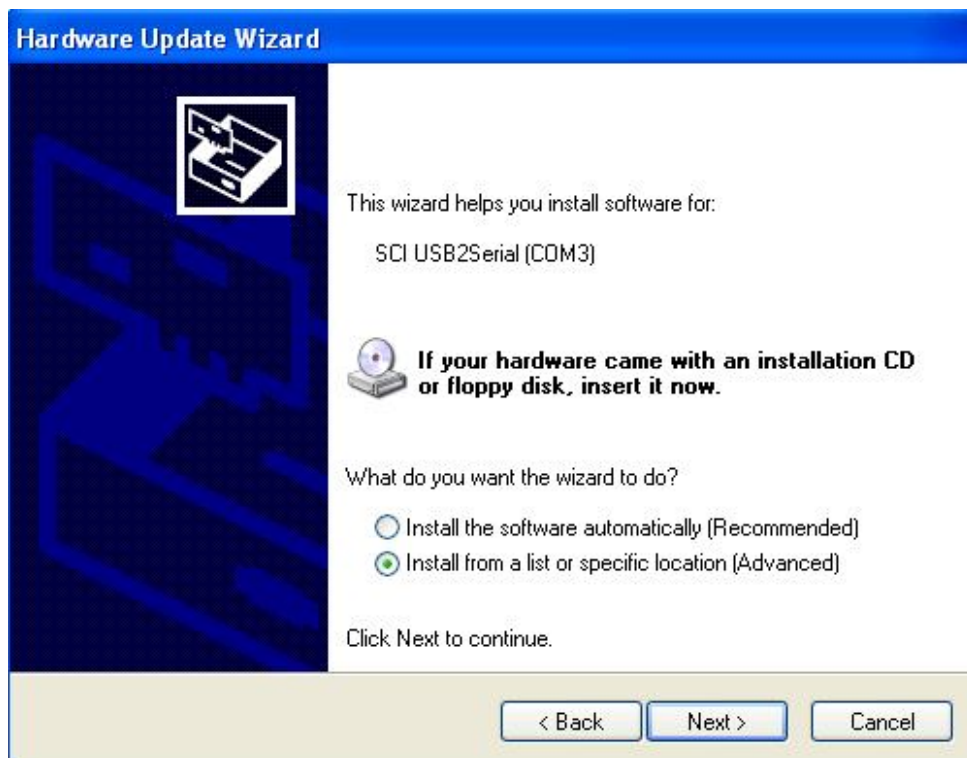 Hardware Update Wizard
This wizard helps you install software for:
SCI USB2Serial (COM3)
If your hardware came with an installation CD
or floppy disk, insert it now.
What do you want the wizard to do?
Install the software automatically (Recommended)
Install from a list or specific location (Advanced)
Click Next to continue.
< Back Next > Cancel